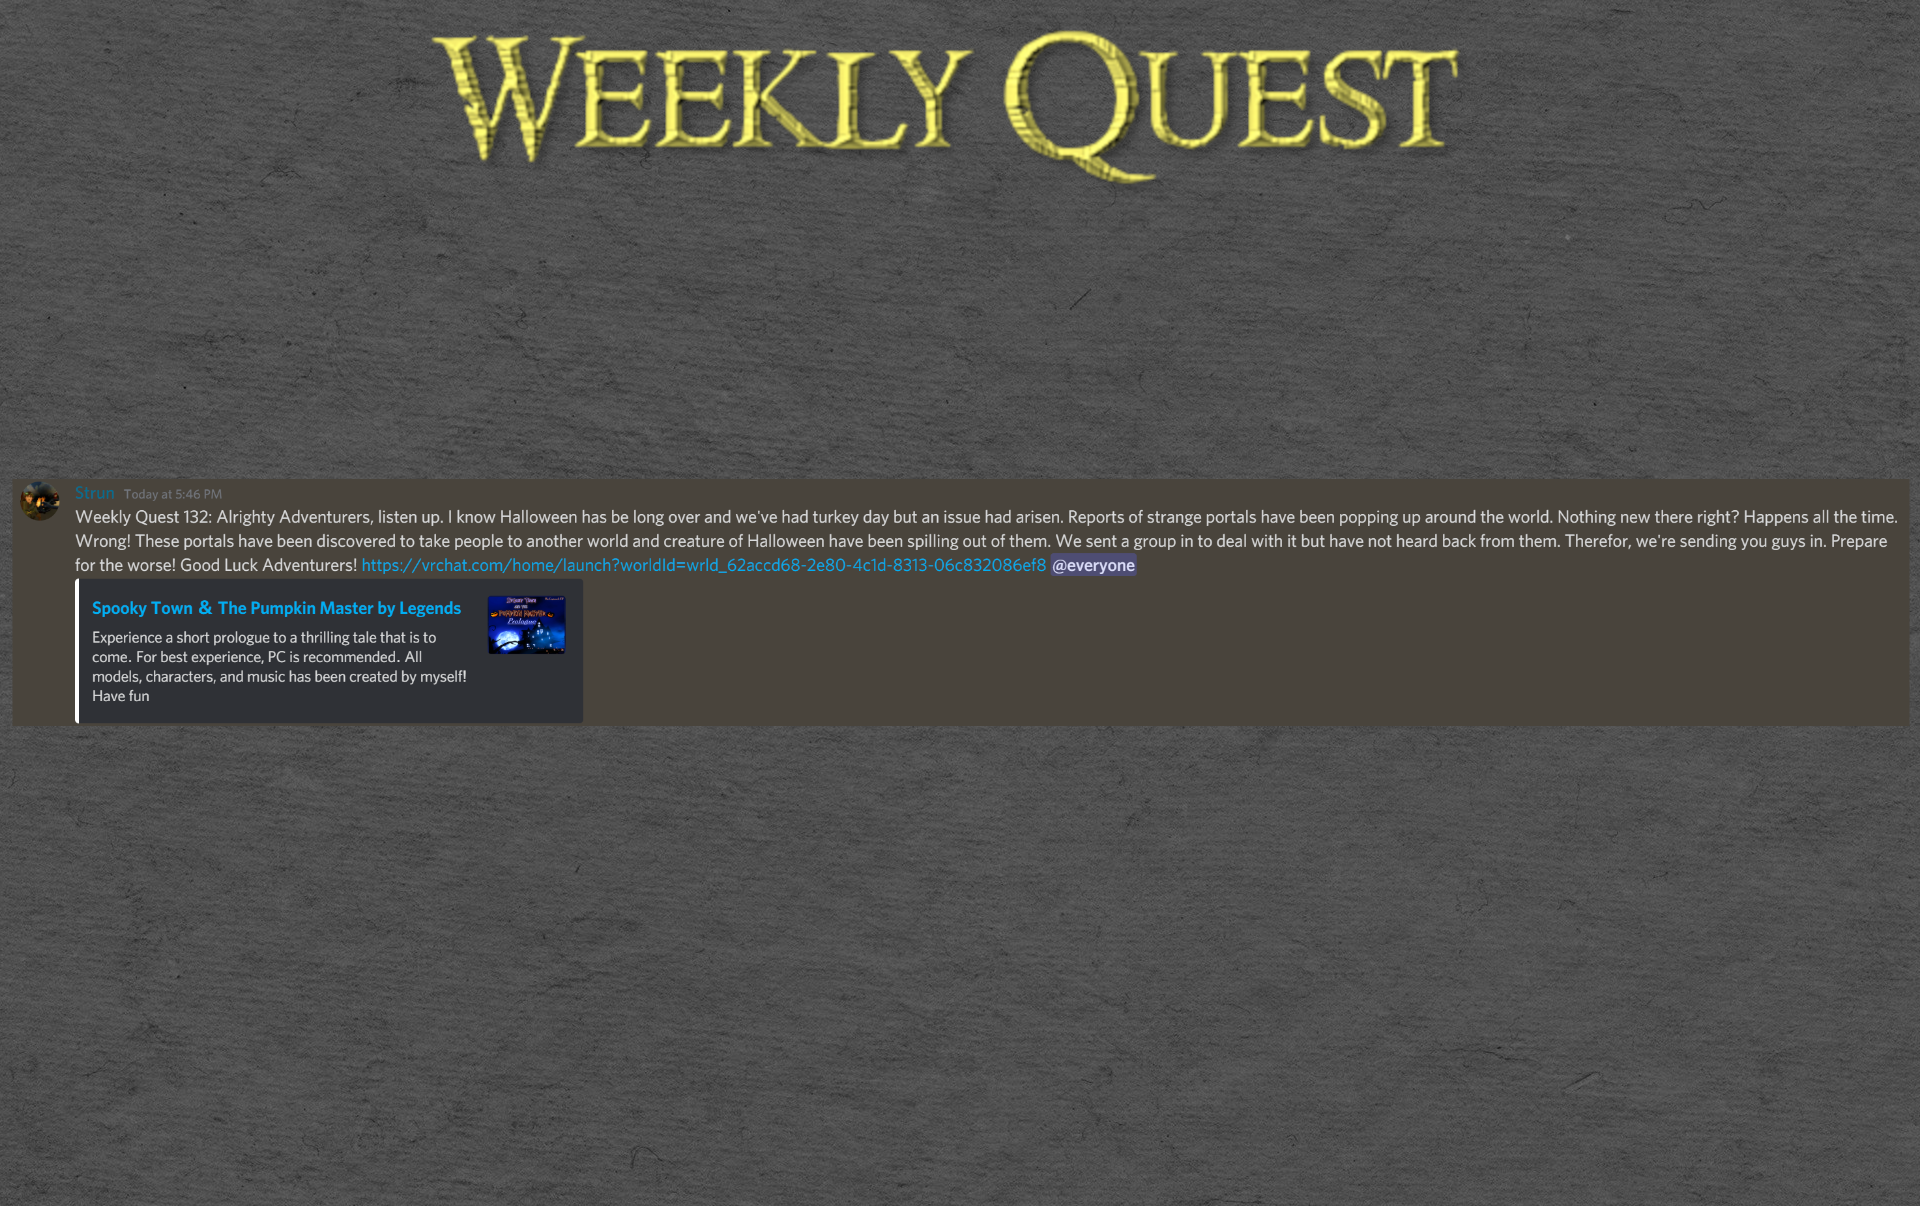 WEEKLY QUEST
Strun Today at 5:46 PM
Weekly Quest 132: Alrighty Adventurers, listen up. I know Halloween has be long over and we've had turkey day but an issue had arisen. Reports of strange portals have been popping up around the world. Nothing new there right? Happens all the time.
Wrong! These portals have been discovered to take people to another world and creature of Halloween have been spilling out of them. We sent a group in to deal with it but have not heard back from them. Therefor, we're sending you guys in. Prepare
for the worse! Good Luck Adventurers! https://vrchat.com/home/launch?worldId=wrld_62accd68-2e80-4c1d-8313-06c832086ef8 @everyone
Spooky Town & The Pumpkin Master by Legends
Experience a short prologue to a thrilling tale that is to
come. For best experience, PC is recommended. All
models, characters, and music has been created by myself!
Have fun
Spooky Town
AND THE
PUMPKIN MASTER
Prologue